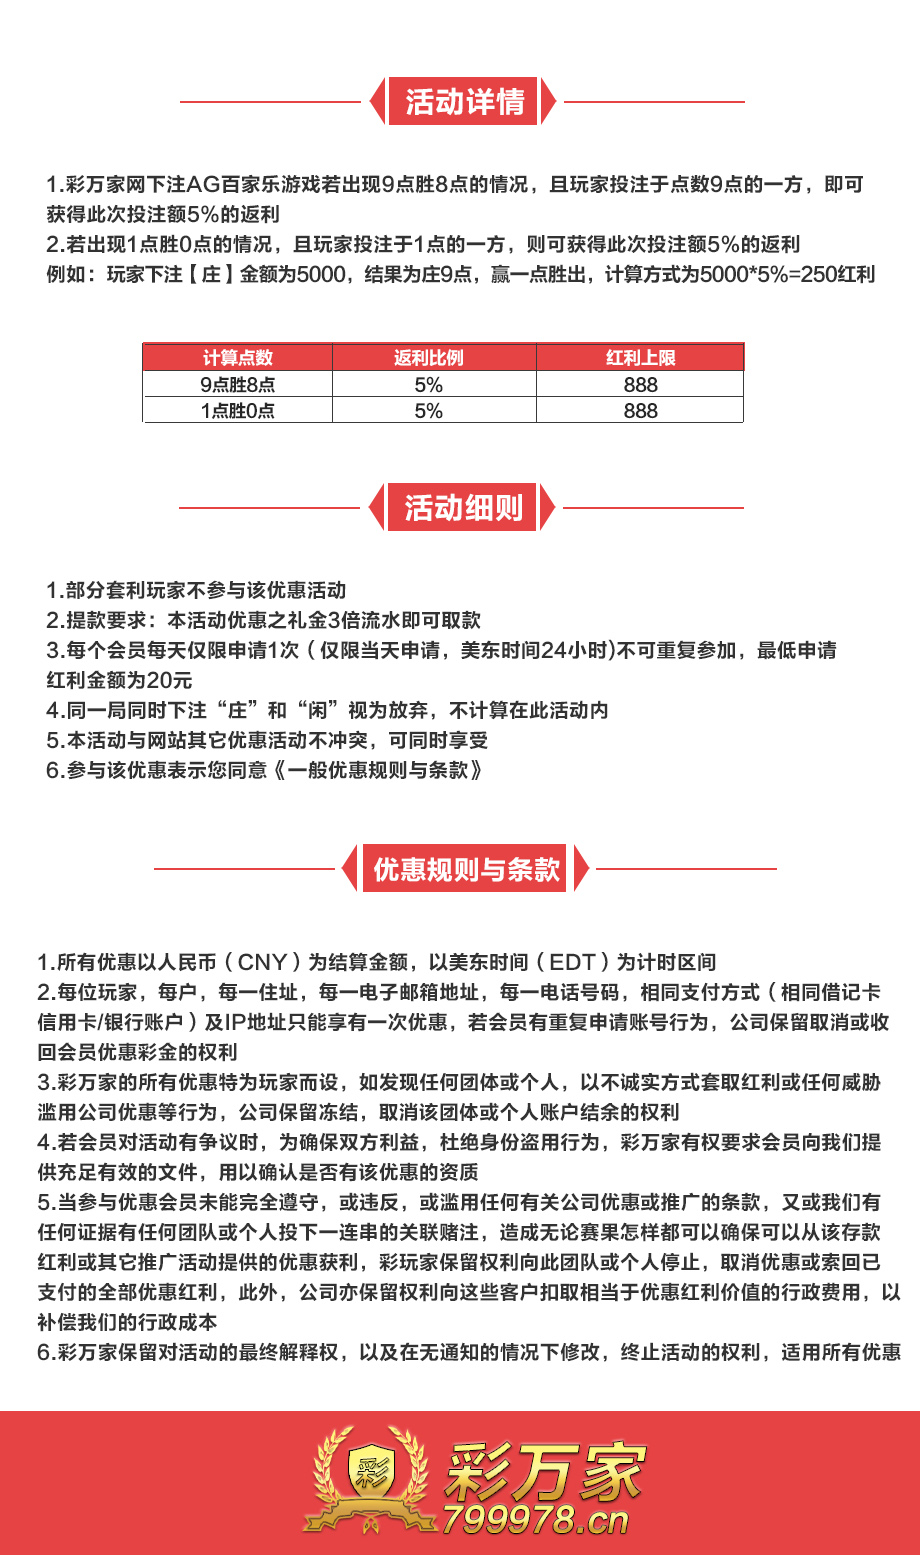 活动详情
1.彩万家网下注AG百家乐游戏若出现9点胜8点的情况，且玩家投注于点数9点的一方，即可
获得此次投注额5%的返利
2.若出现1点胜0点的情况，且玩家投注于1点的一方，则可获得此次投注额5%的返利
例如：玩家下注【庄】金额为5000，结果为庄9点，赢一点胜出，计算方式为5000*5%=250红利
计算点数 返利比例 红利上限
9点胜8点 5% 888
1点胜0点 5% 888
活动细则
1.部分套利玩家不参与该优惠活动
2.提款要求：本活动优惠之礼金3倍流水即可取款
3.每个会员每天仅限申请1次（仅限当天申请，美东时间24小时)不可重复参加，最低申请
红利金额为20元
4.同一局同时下注“庄”和“闲”视为放弃，不计算在此活动内
5.本活动与网站其它优惠活动不冲突，可同时享受
6.参与该优惠表示您同意《一般优惠规则与条款》
优惠规则与条款
1.所有优惠以人民币（CNY）为结算金额，以美东时间（EDT）为计时区间
2.每位玩家，每户，每一住址，每一电子邮箱地址，每一电话号码，相同支付方式（相同借记卡
信用卡/银行账户）及IP地址只能享有一次优惠，若会员有重复申请账号行为，公司保留取消或收
回会员优惠彩金的权利
3.彩万家的所有优惠特为玩家而设，如发现任何团体或个人，以不诚实方式套取红利或任何威胁
滥用公司优惠等行为，公司保留冻结，取消该团体或个人账户结余的权利
4.若会员对活动有争议时，为确保双方利益，杜绝身份盗用行为，彩万家有权要求会员向我们提
供充足有效的文件，用以确认是否有该优惠的资质
5.当参与优惠会员未能完全遵守，或违反，或滥用任何有关公司优惠或推广的条款，又或我们有
任何证据有任何团队或个人投下一连串的关联赌注，造成无论赛果怎样都可以确保可以从该存款
红利或其它推广活动提供的优惠获利，彩玩家保留权利向此团队或个人停止，取消优惠或索回已
支付的全部优惠红利，此外，公司亦保留权利向这些客户扣取相当于优惠红利价值的行政费用，以
补偿我们的行政成本
6.彩万家保留对活动的最终解释权，以及在无通知的情况下修改，终止活动的权利，适用所有优惠
彩 彩万家
799978.cn